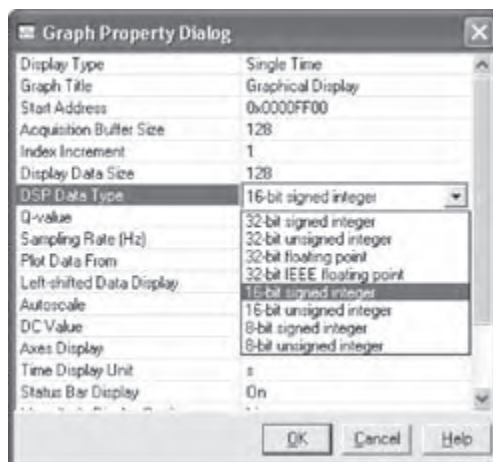 Graph Property Dialog
Display Type Single Time
Graph Title Graphical Display
Start Address 0x0000FF00
Acquisition Buffer Size 128
Index Increment 1
Display Data Size 128
DSP Data Type 16-bit signed integer
Q-value
Sampling Rate (Hz)
Plot Data From
Left-shifted Data Display
Autoscale
DC Value
Axes Display
32-bit signed integer
32-bit unsigned integer
32-bit floating point
32-bit IEEE floating point
16-bit signed integer
16-bit unsigned integer
8-bit signed integer
8-bit unsigned integer
Time Display Unit s
Status Bar Display On
OK Cancel Help